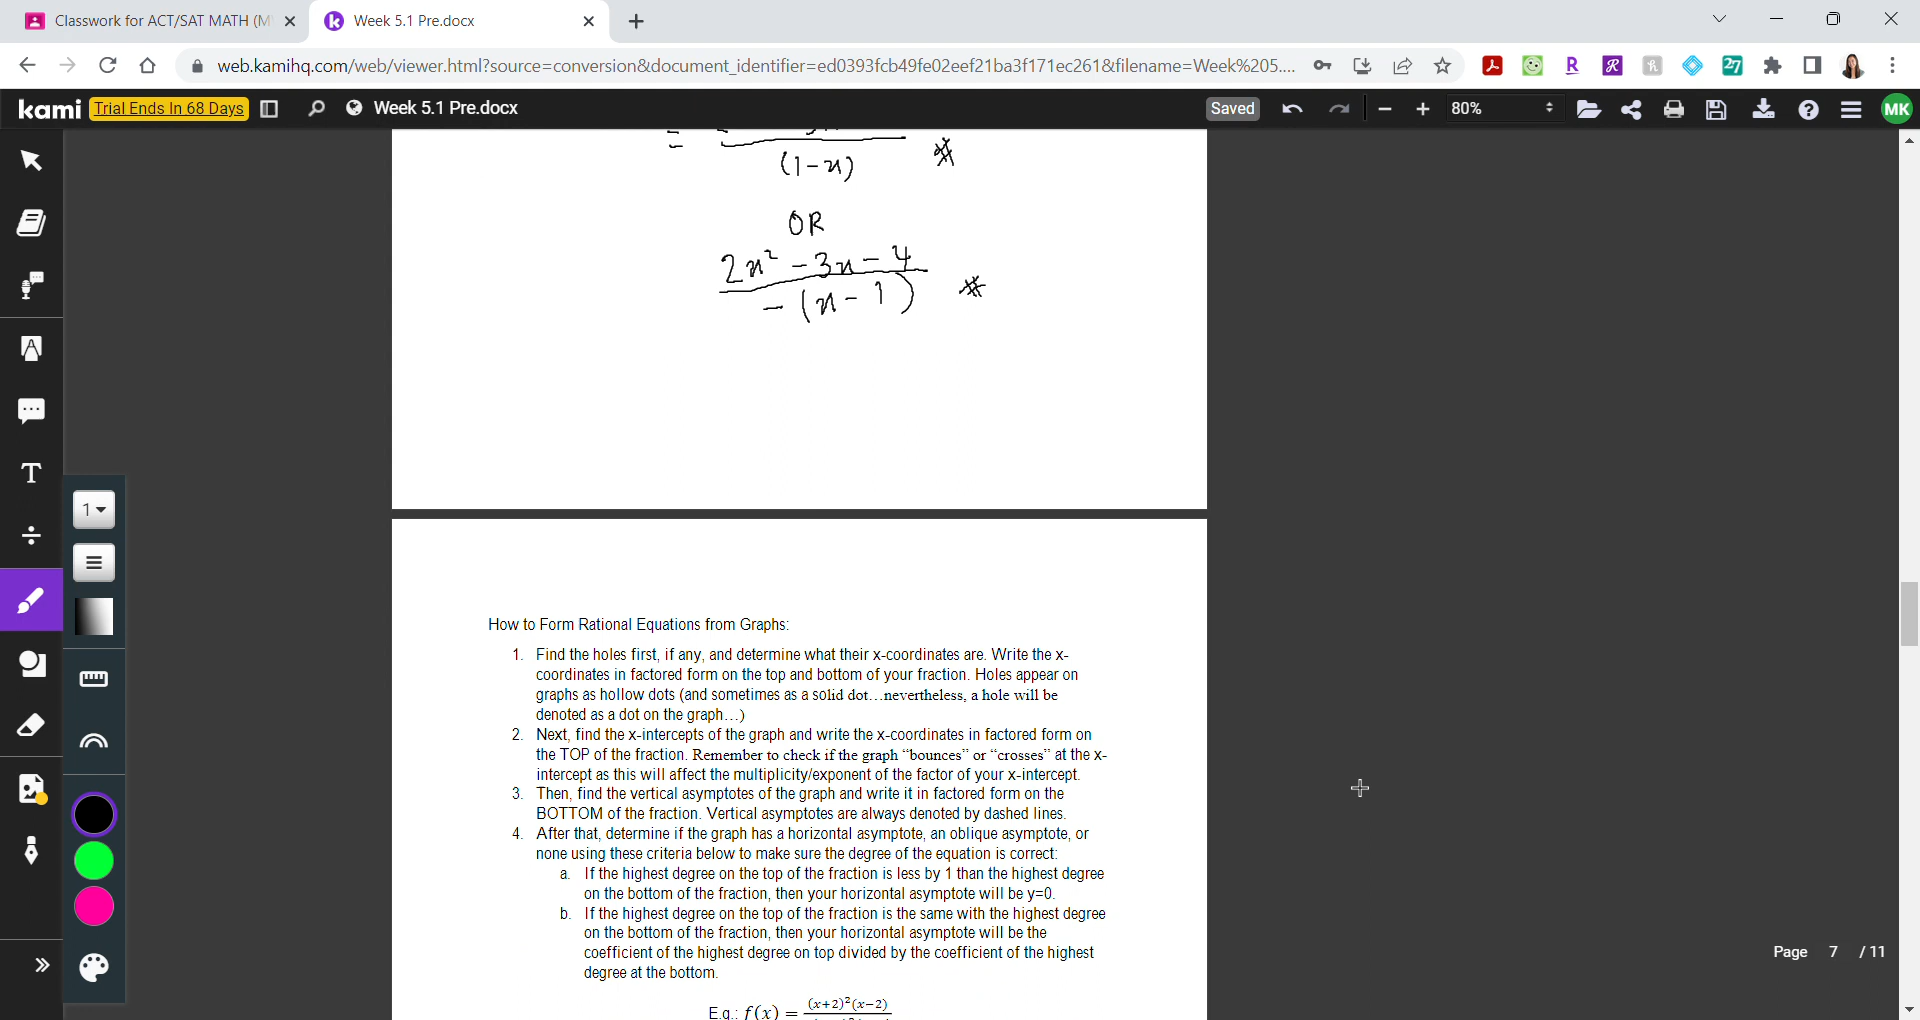 Classwork for ACT/SAT MATH (M
Week 5.1 Pre.docx
web.kamihq.com/web/viewer.html?source=conversion&document_identifier=ed0393fcb49fe02eef21ba3f171ec261&filename=Week%205....
kami Trial Ends In 68 Days Week 5.1 Pre.docx Saved 80% MK
=
(1-x)
OR
2x² - 3x - 4
- (x - 1)
1
How to Form Rational Equations from Graphs:
1. Find the holes first, if any, and determine what their x-coordinates are. Write the x-
coordinates in factored form on the top and bottom of your fraction. Holes appear on
graphs as hollow dots (and sometimes as a solid dot…nevertheless, a hole will be
denoted as a dot on the graph…)
2. Next, find the x-intercepts of the graph and write the x-coordinates in factored form on
the TOP of the fraction. Remember to check if the graph “bounces” or “crosses” at the x-
intercept as this will affect the multiplicity/exponent of the factor of your x-intercept.
3. Then, find the vertical asymptotes of the graph and write it in factored form on the
BOTTOM of the fraction. Vertical asymptotes are always denoted by dashed lines.
4. After that, determine if the graph has a horizontal asymptote, an oblique asymptote, or
none using these criteria below to make sure the degree of the equation is correct:
a. If the highest degree on the top of the fraction is less by 1 than the highest degree
on the bottom of the fraction, then your horizontal asymptote will be y=0.
b. If the highest degree on the top of the fraction is the same with the highest degree
on the bottom of the fraction, then your horizontal asymptote will be the
coefficient of the highest degree on top divided by the coefficient of the highest
degree at the bottom.
E.g.: f(x) = (x+2)²(x−2)
Page 7 / 11